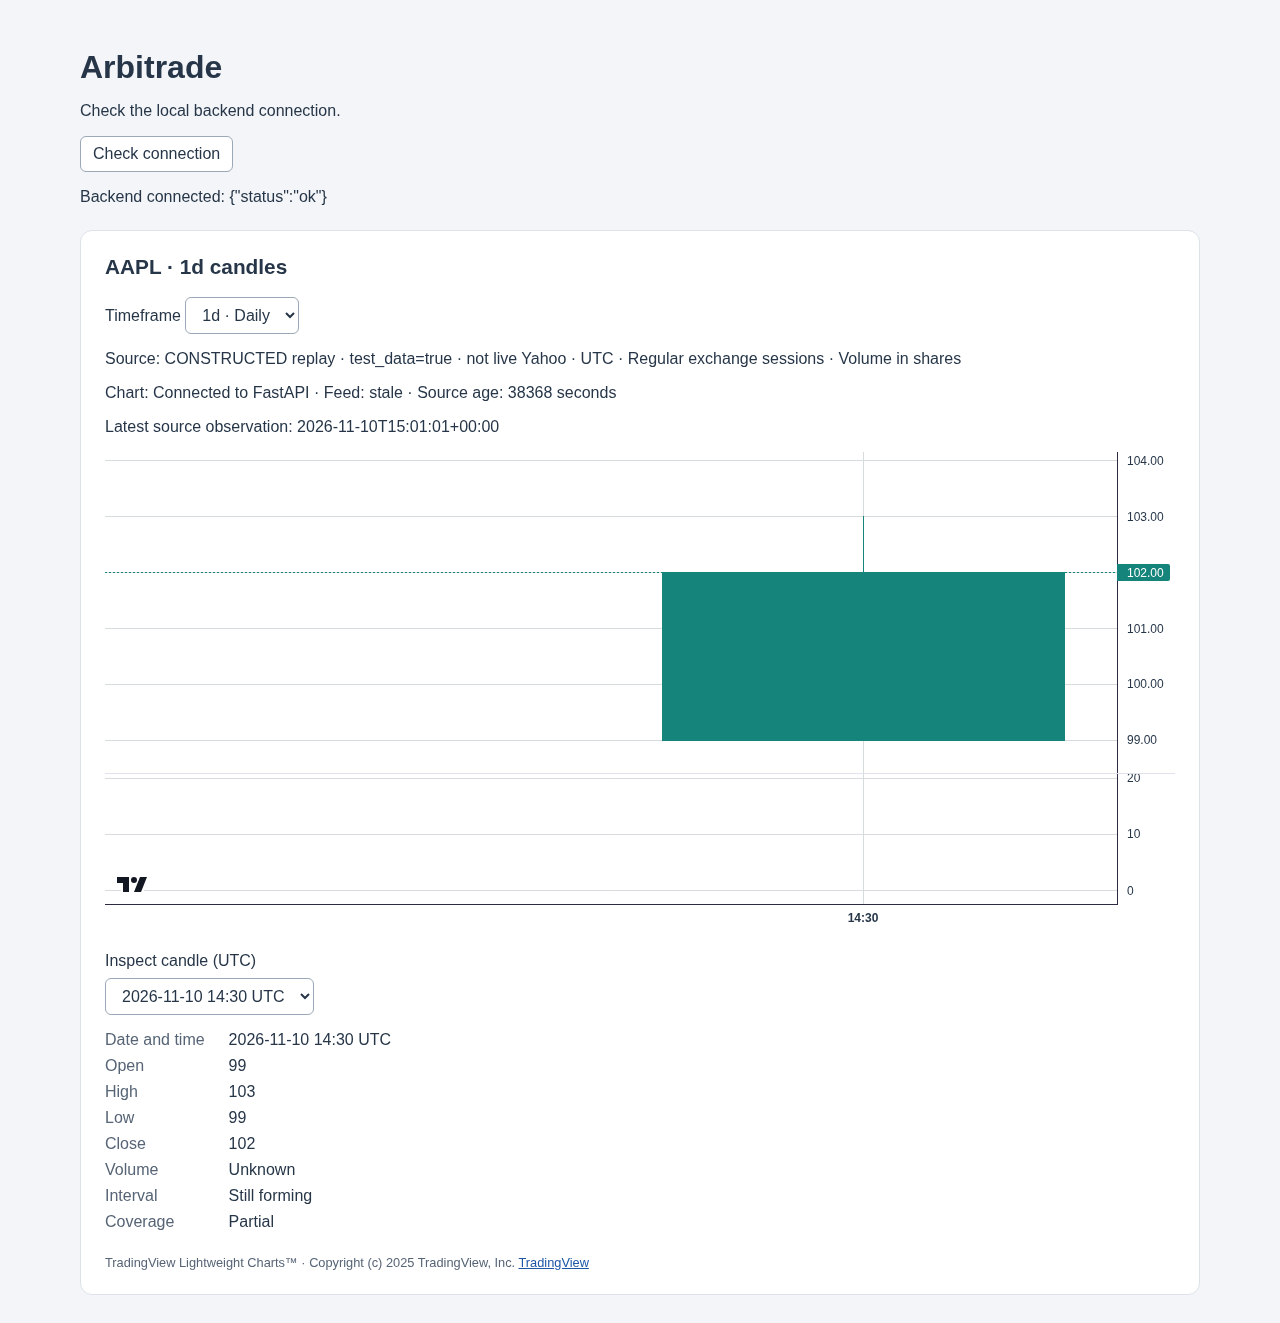 Arbitrade
Check the local backend connection.
Check connection
Backend connected: {"status":"ok"}
AAPL · 1d candles
Timeframe 1d · Daily
Source: CONSTRUCTED replay · test_data=true · not live Yahoo · UTC · Regular exchange sessions · Volume in shares
Chart: Connected to FastAPI · Feed: stale · Source age: 38368 seconds
Latest source observation: 2026-11-10T15:01:01+00:00
104.00
103.00
102.00
101.00
100.00
99.00
20
10
0
14:30
Inspect candle (UTC)
2026-11-10 14:30 UTC
Date and time 2026-11-10 14:30 UTC
Open 99
High 103
Low 99
Close 102
Volume Unknown
Interval Still forming
Coverage Partial
TradingView Lightweight Charts™ · Copyright (c) 2025 TradingView, Inc. TradingView